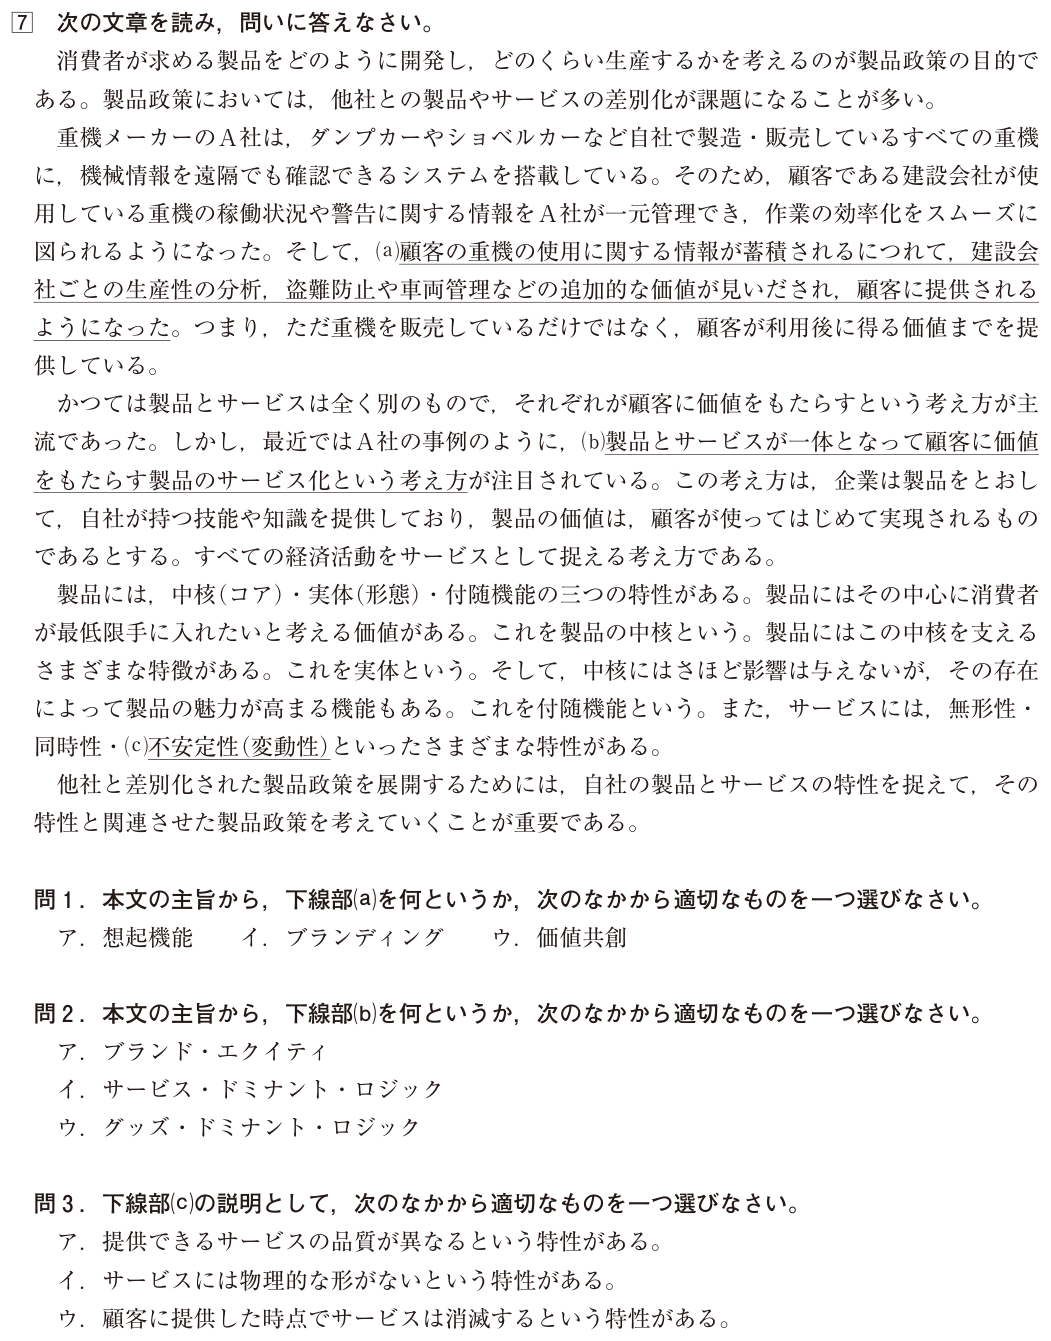 7　次の文章を読み，問いに答えなさい。
　消費者が求める製品をどのように開発し，どのくらい生産するかを考えるのが製品政策の目的で
ある。製品政策においては，他社との製品やサービスの差別化が課題になることが多い。
　重機メーカーのＡ社は，ダンプカーやショベルカーなど自社で製造・販売しているすべての重機
に，機械情報を遠隔でも確認できるシステムを搭載している。そのため，顧客である建設会社が使
用している重機の稼働状況や警告に関する情報をＡ社が一元管理でき，作業の効率化をスムーズに
図られるようになった。そして，(a)顧客の重機の使用に関する情報が蓄積されるにつれて，建設会
社ごとの生産性の分析，盗難防止や車両管理などの追加的な価値が見いだされ，顧客に提供される
ようになった。つまり，ただ重機を販売しているだけではなく，顧客が利用後に得る価値までを提
供している。
　かつては製品とサービスは全く別のもので，それぞれが顧客に価値をもたらすという考え方が主
流であった。しかし，最近ではＡ社の事例のように，(b)製品とサービスが一体となって顧客に価値
をもたらす製品のサービス化という考え方が注目されている。この考え方は，企業は製品をとおし
て，自社が持つ技能や知識を提供しており，製品の価値は，顧客が使ってはじめて実現されるもの
であるとする。すべての経済活動をサービスとして捉える考え方である。
　製品には，中核（コア）・実体（形態）・付随機能の三つの特性がある。製品にはその中心に消費者
が最低限手に入れたいと考える価値がある。これを製品の中核という。製品にはこの中核を支える
さまざまな特徴がある。これを実体という。そして，中核にはさほど影響は与えないが，その存在
によって製品の魅力が高まる機能もある。これを付随機能という。また，サービスには，無形性・
同時性・(c)不安定性（変動性）といったさまざまな特性がある。
　他社と差別化された製品政策を展開するためには，自社の製品とサービスの特性を捉えて，その
特性と関連させた製品政策を考えていくことが重要である。
問１．本文の主旨から，下線部(a)を何というか，次のなかから適切なものを一つ選びなさい。
　ア．想起機能　　イ．ブランディング　　ウ．価値共創
問２．本文の主旨から，下線部(b)を何というか，次のなかから適切なものを一つ選びなさい。
　ア．ブランド・エクイティ
　イ．サービス・ドミナント・ロジック
　ウ．グッズ・ドミナント・ロジック
問３．下線部(c)の説明として，次のなかから適切なものを一つ選びなさい。
　ア．提供できるサービスの品質が異なるという特性がある。
　イ．サービスには物理的な形がないという特性がある。
　ウ．顧客に提供した時点でサービスは消滅するという特性がある。